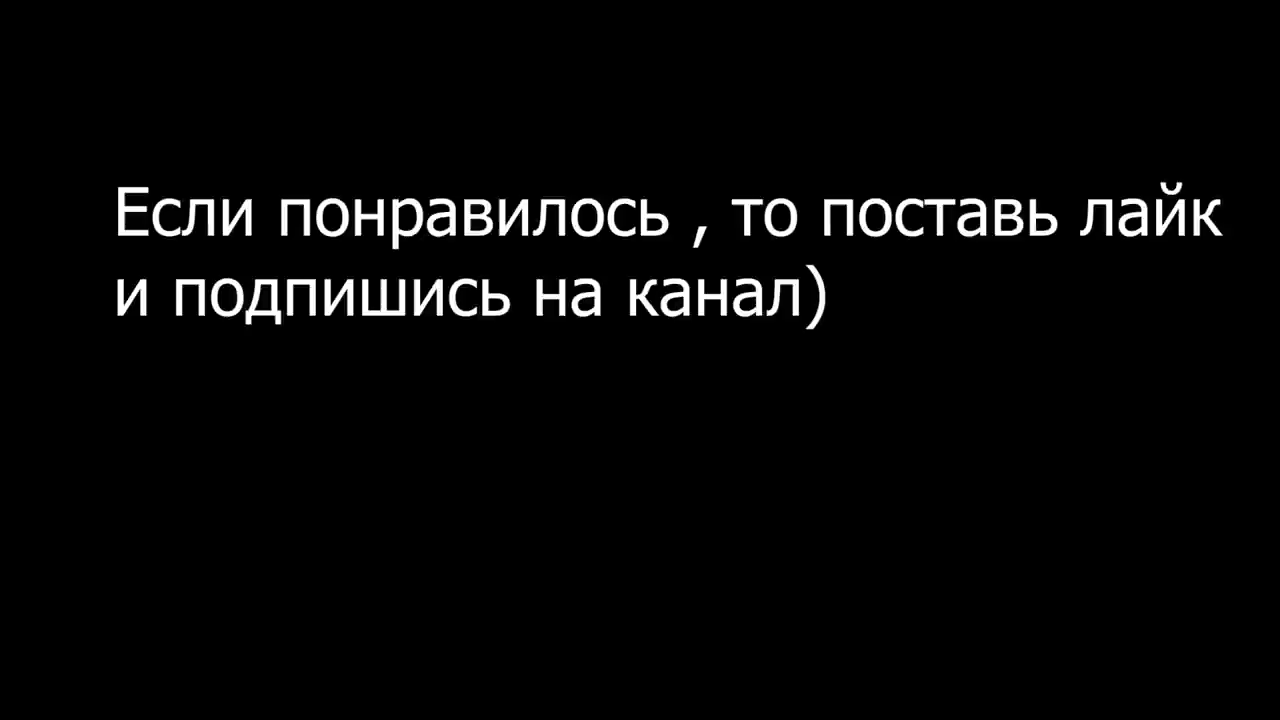 Если понравилось , то поставь лайк
и подпишись на канал)